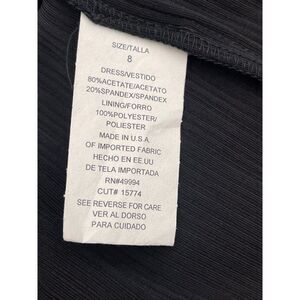 SIZE/TALLA
8
DRESS/VESTIDO
80%ACETATE/ACETATO
20%SPANDEX/SPANDEX
LINING/FORRO
100%POLYESTER/
POLIESTER
MADE IN U.S.A
OF IMPORTED FABRIC
HECHO EN EE.UU
DE TELA IMPORTADA
RN#49994
CUT# 15774
SEE REVERSE FOR CARE
VER AL DORSO
PARA CUIDADO